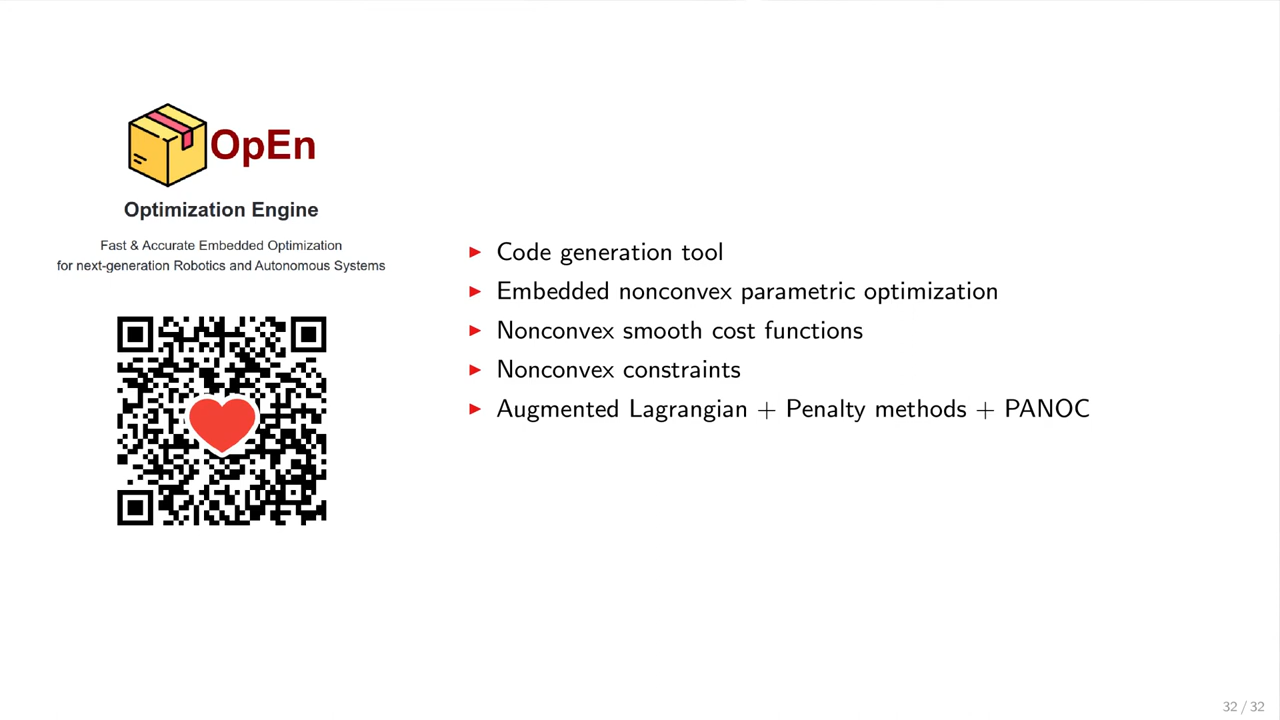 OpEn
Optimization Engine
Fast & Accurate Embedded Optimization
for next-generation Robotics and Autonomous Systems
Code generation tool
Embedded nonconvex parametric optimization
Nonconvex smooth cost functions
Nonconvex constraints
Augmented Lagrangian + Penalty methods + PANOC
32 / 32